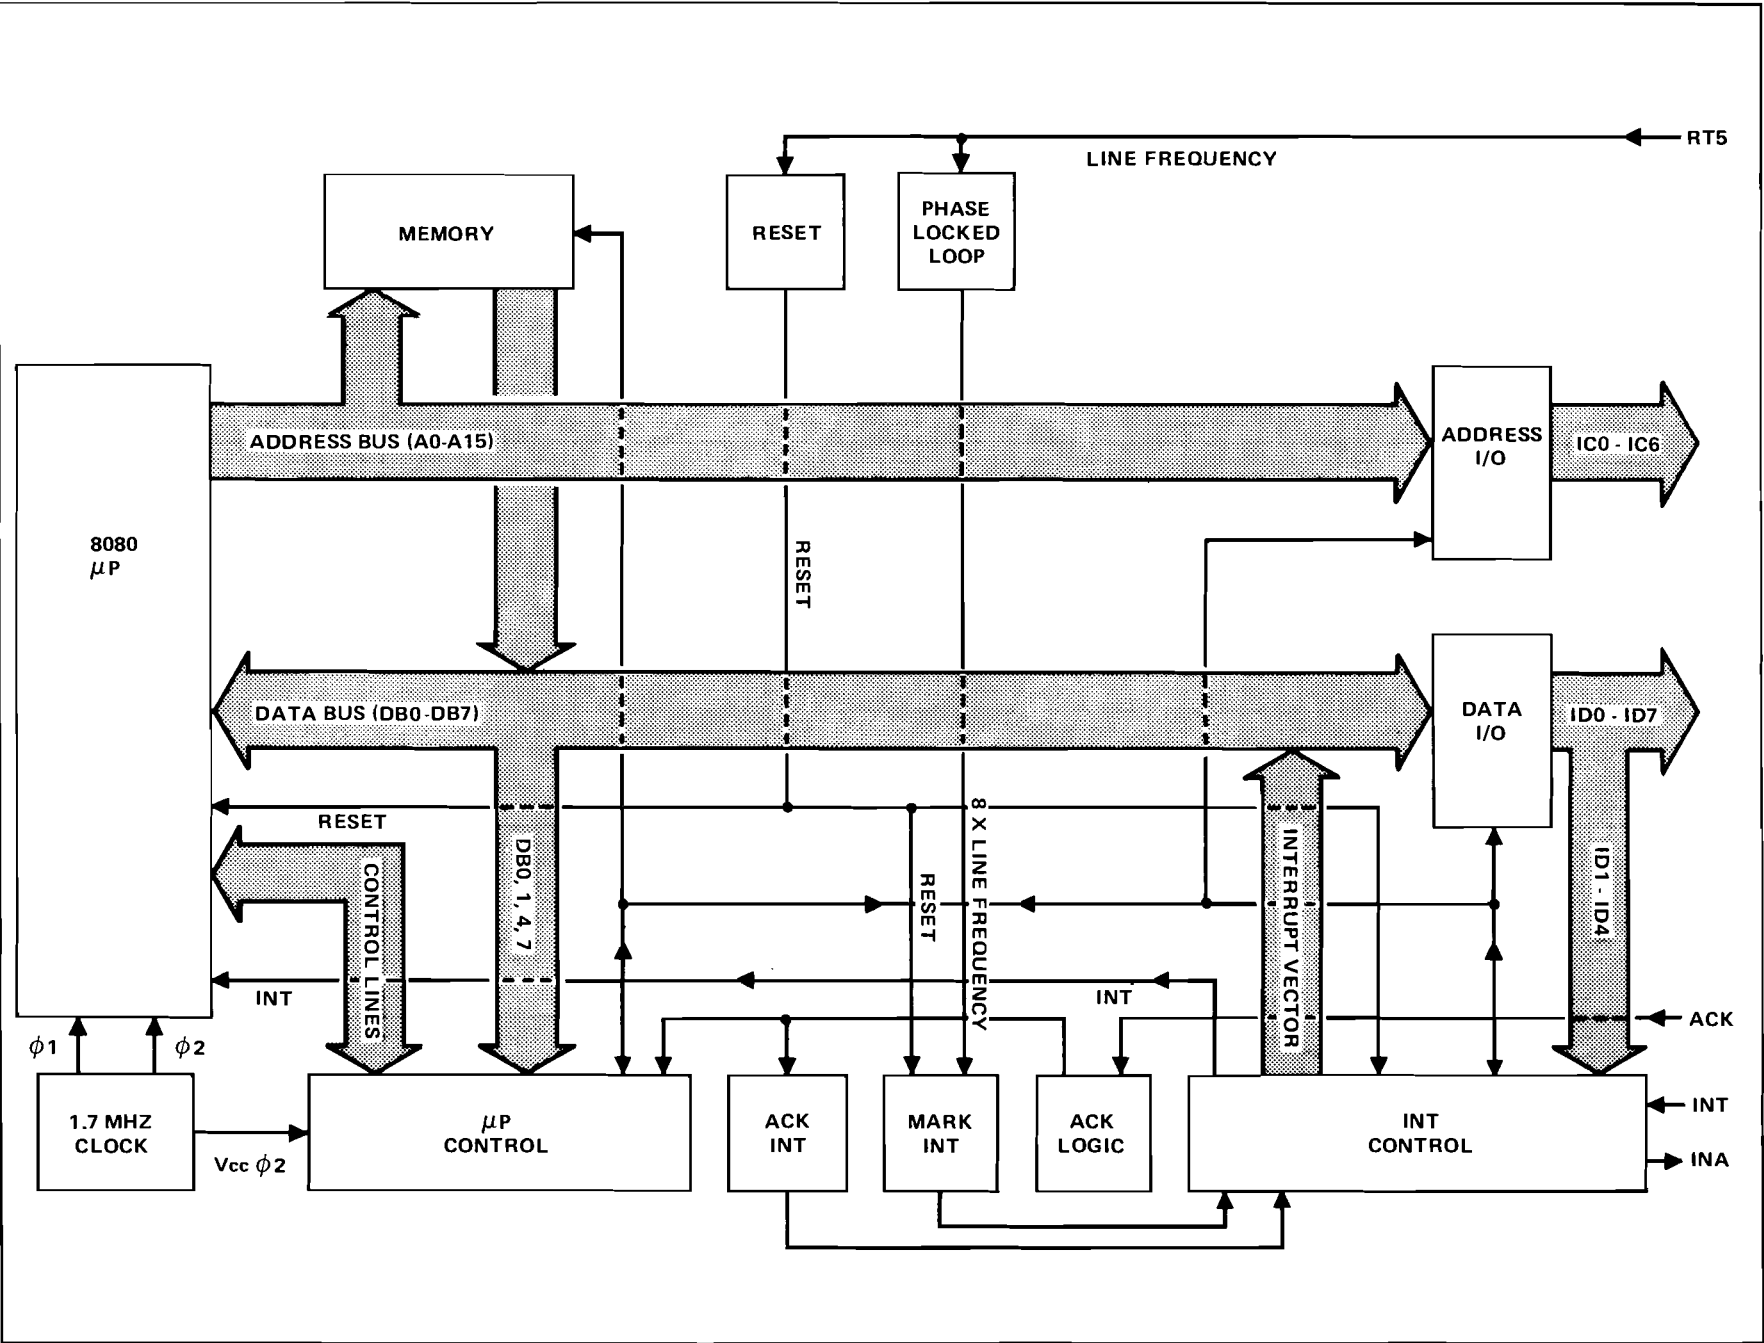 RT5
LINE FREQUENCY
MEMORY
RESET
PHASE
LOCKED
LOOP
ADDRESS BUS (A0-A15)
ADDRESS
I/O
IC0 - IC6
8080
μP
RESET
DATA BUS (DB0-DB7)
DATA
I/O
ID0 - ID7
RESET
CONTROL LINES
DB0, 1, 4, 7
RESET
8 X LINE FREQUENCY
INTERRUPT VECTOR
ID1 - ID4
INT
INT
ACK
ϕ1
ϕ2
1.7 MHZ
CLOCK
Vcc ϕ2
μP
CONTROL
ACK
INT
MARK
INT
ACK
LOGIC
INT
CONTROL
INT
INA